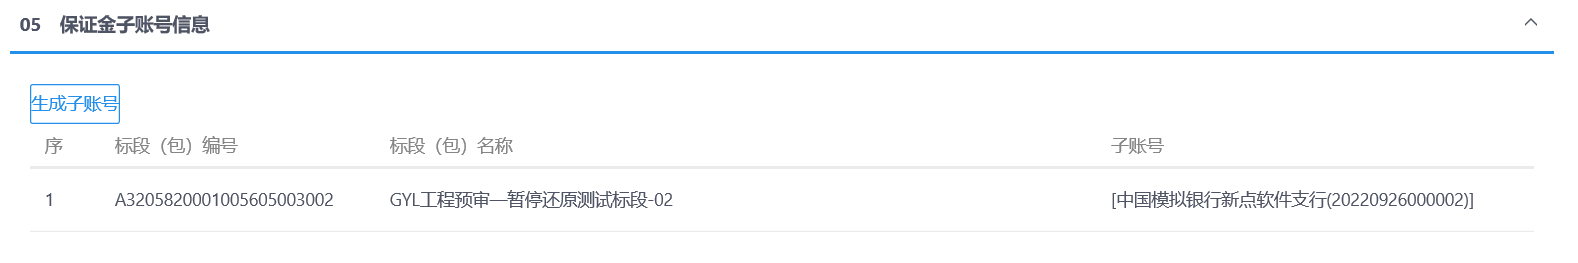 05 保证金子账号信息
生成子账号
序 标段（包）编号 标段（包）名称 子账号
1 A3205820001005605003002 GYL工程预审—暂停还原测试标段-02 [中国模拟银行新点软件支行(20220926000002)]